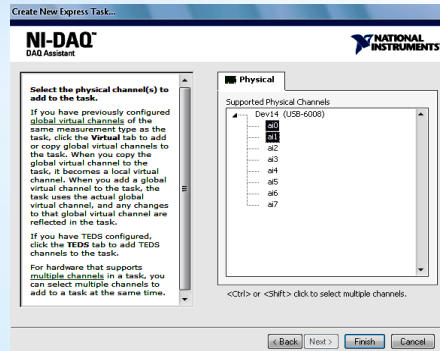 Create New Express Task...
NI-DAQ™
DAQ Assistant
NATIONAL
INSTRUMENTS
Select the physical channel(s) to
add to the task.
If you have previously configured
global virtual channels of the
same measurement type as the
task, click the Virtual tab to add
or copy global virtual channels to
the task. When you copy the
global virtual channel to the
task, it becomes a local virtual
channel. When you add a global
virtual channel to the task, the
task uses the actual global
virtual channel, and any changes
to that global virtual channel are
reflected in the task.
If you have TEDS configured,
click the TEDS tab to add TEDS
channels to the task.
For hardware that supports
multiple channels in a task, you
can select multiple channels to
add to a task at the same time.
Physical
Supported Physical Channels
Dev14 (USB-6008)
ai0
ai1
ai2
ai3
ai4
ai5
ai6
ai7
<Ctrl> or <Shift> click to select multiple channels.
< Back
Next >
Finish
Cancel